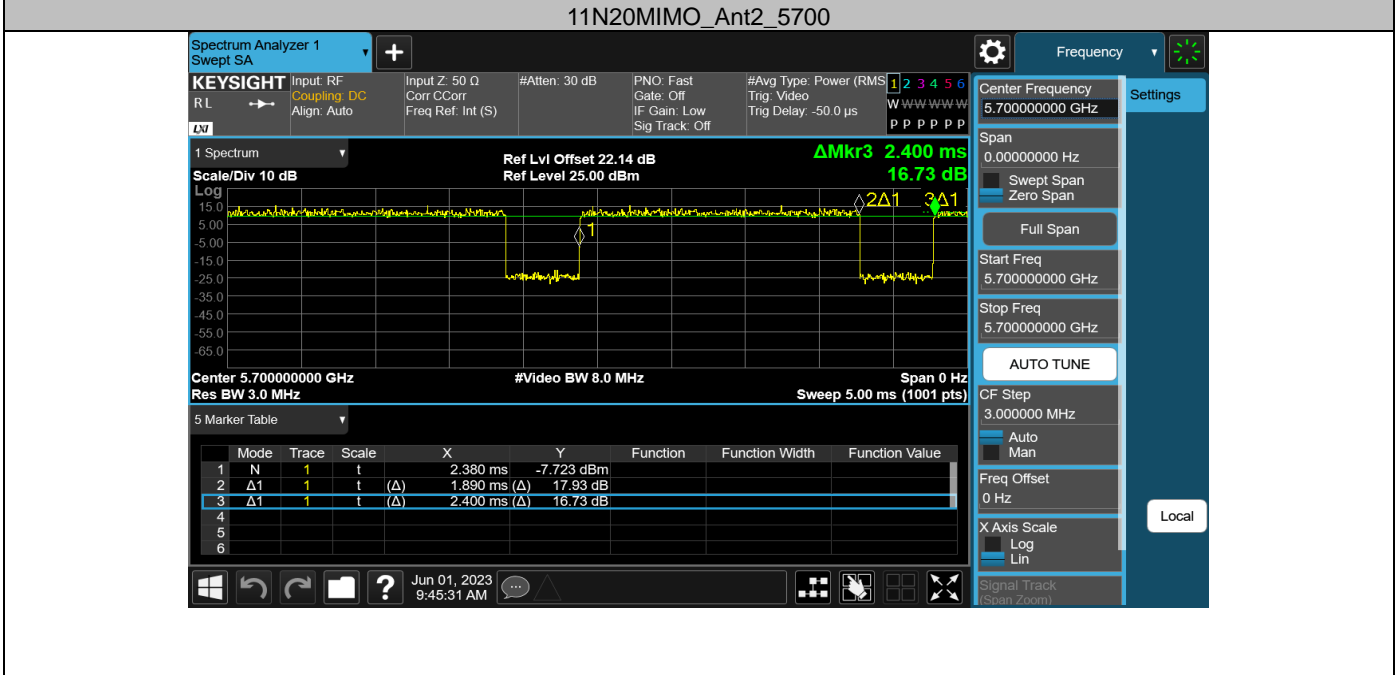 11N20MIMO_Ant2_5700
Spectrum Analyzer 1
Swept SA
Frequency
KEYSIGHT
R L
LXI
Input: RF
Coupling: DC
Align: Auto
Input Z: 50 Ω
Corr CCorr
Freq Ref: Int (S)
#Atten: 30 dB
PNO: Fast
Gate: Off
IF Gain: Low
Sig Track: Off
#Avg Type: Power (RMS
Trig: Video
Trig Delay: -50.0 µs
1 2 3 4 5 6
W W W W W W
P P P P P P
1 Spectrum
Scale/Div 10 dB
Ref Lvl Offset 22.14 dB
Ref Level 25.00 dBm
ΔMkr3 2.400 ms
16.73 dB
Log
15.0
5.00
-5.00
-15.0
-25.0
-35.0
-45.0
-55.0
-65.0
1
2Δ1
3Δ1
Center 5.700000000 GHz
#Video BW 8.0 MHz
Span 0 Hz
Res BW 3.0 MHz
Sweep 5.00 ms (1001 pts)
5 Marker Table
Mode Trace Scale X Y Function Function Width Function Value
1 N 1 t 2.380 ms -7.723 dBm
2 Δ1 1 t (Δ) 1.890 ms (Δ) 17.93 dB
3 Δ1 1 t (Δ) 2.400 ms (Δ) 16.73 dB
4
5
6
?
Jun 01, 2023
9:45:31 AM
Center Frequency
5.700000000 GHz
Settings
Span
0.00000000 Hz
Swept Span
Zero Span
Full Span
Start Freq
5.700000000 GHz
Stop Freq
5.700000000 GHz
AUTO TUNE
CF Step
3.000000 MHz
Auto
Man
Freq Offset
0 Hz
X Axis Scale
Log
Lin
Local
Signal Track
(Span Zoom)